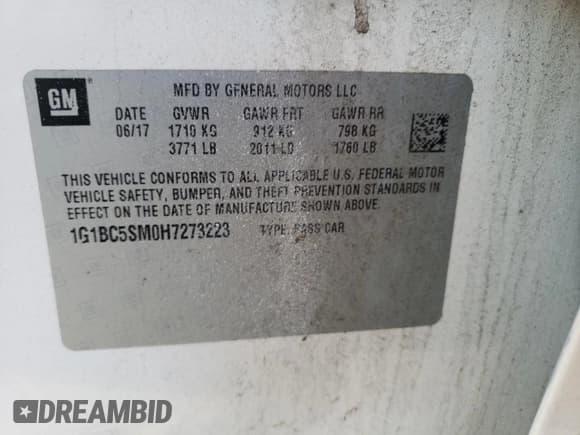 GM
MFD BY GENERAL MOTORS LLC
DATE GVWR GAWR FRT GAWR RR
06/17 1710 KG 912 KG 798 KG
3771 LB 2011 LB 1760 LB
THIS VEHICLE CONFORMS TO ALL APPLICABLE U.S. FEDERAL MOTOR
VEHICLE SAFETY, BUMPER, AND THEFT PREVENTION STANDARDS IN
EFFECT ON THE DATE OF MANUFACTURE SHOWN ABOVE.
1G1BC5SM0H7273223 TYPE: PASS CAR
DREAMBID